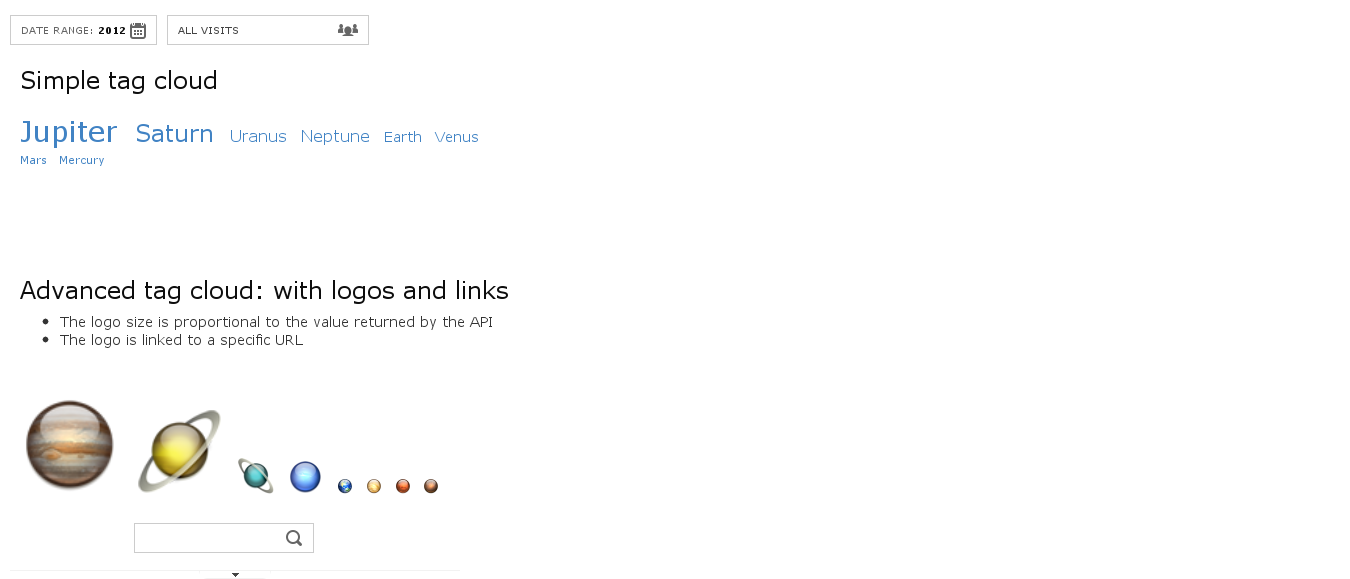 DATE RANGE: 2012 ALL VISITS
Simple tag cloud
Jupiter Saturn Uranus Neptune Earth Venus
Mars Mercury
Advanced tag cloud: with logos and links
• The logo size is proportional to the value returned by the API
• The logo is linked to a specific URL